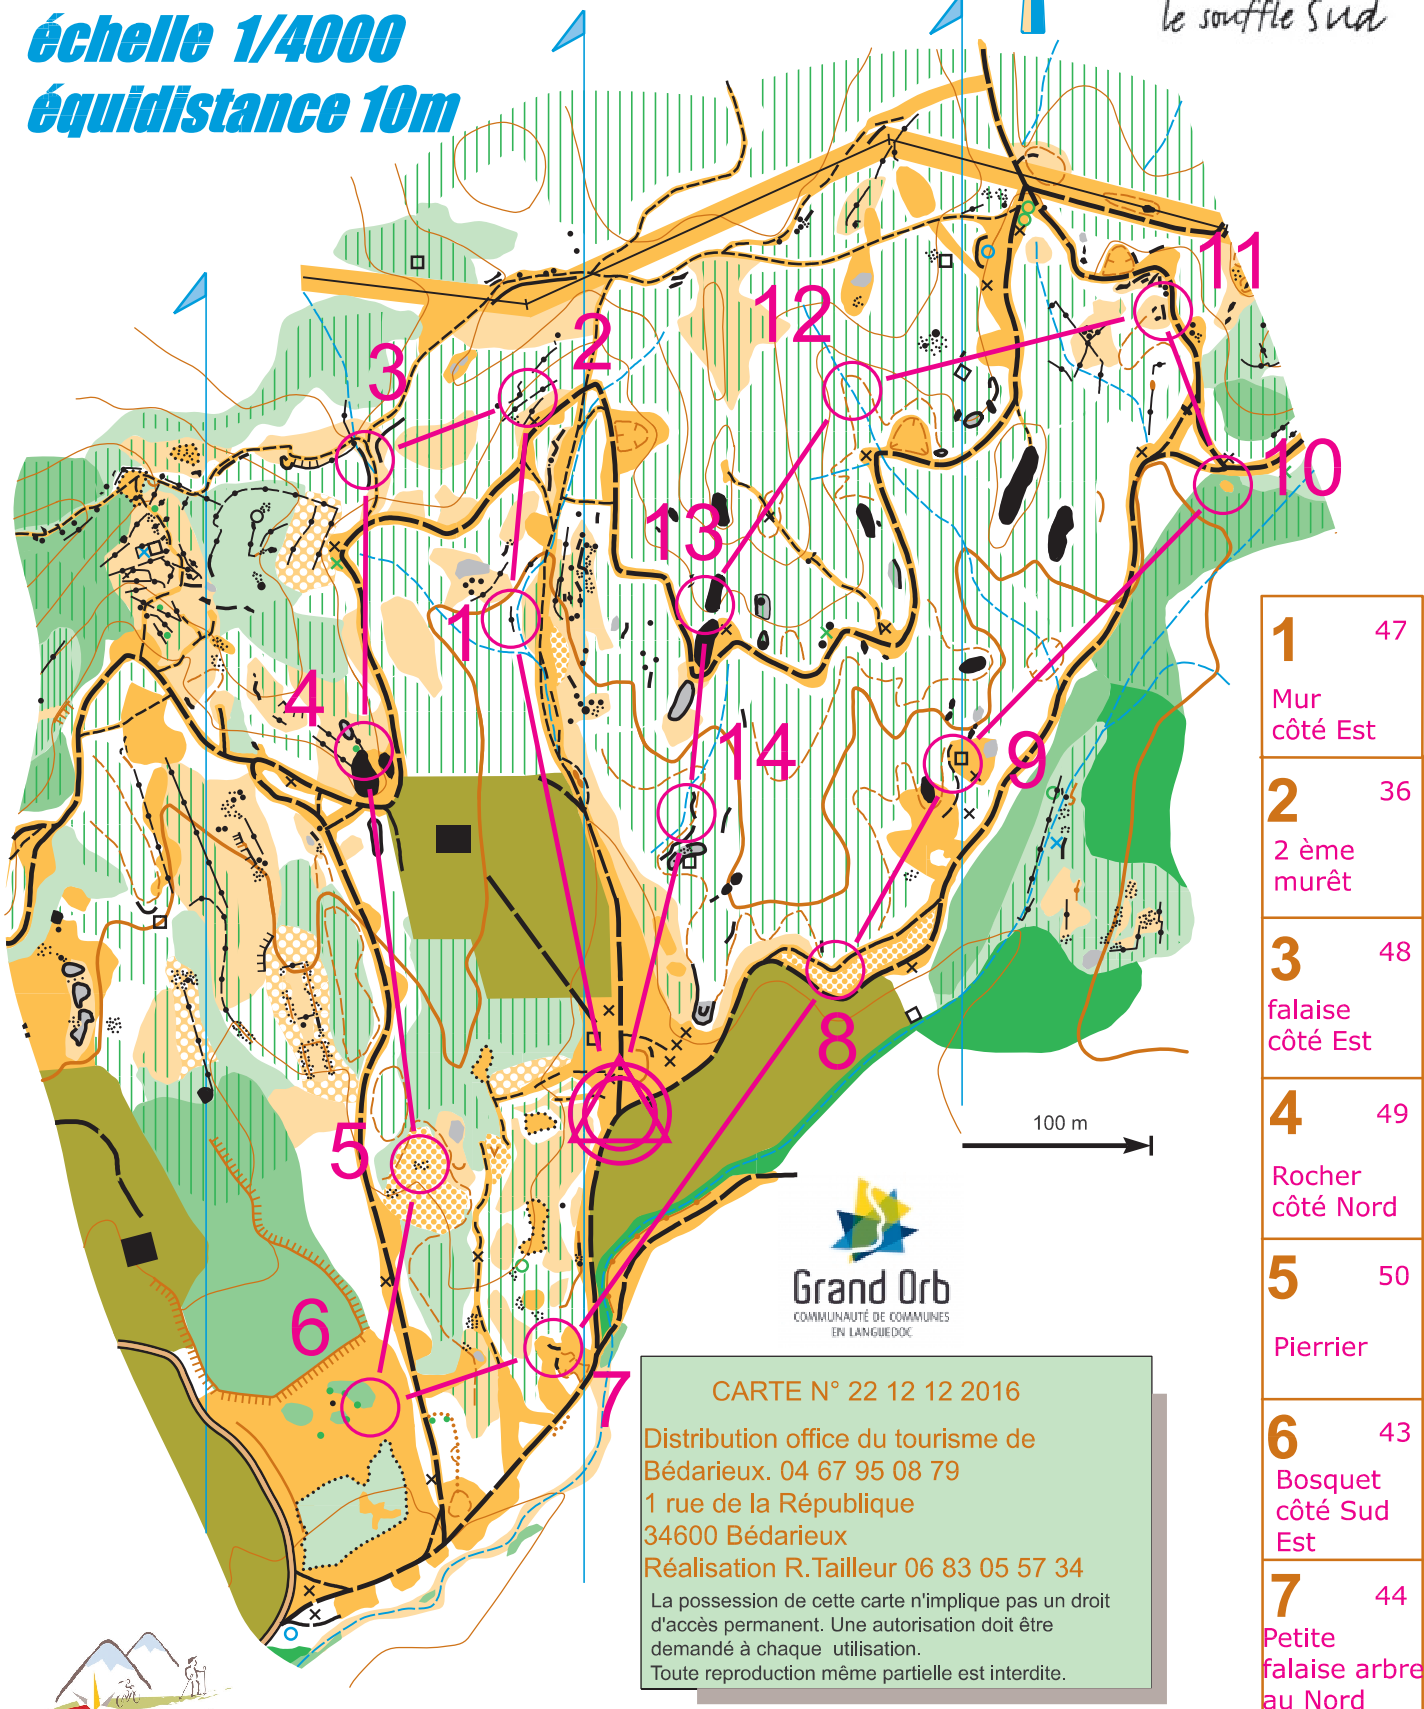 échelle 1/4000
équidistance 10m
le souffle Sud
11
12
2
3
10
13
1
4
14
9
8
5
6
7
100 m
Grand Orb
COMMUNAUTÉ DE COMMUNES
EN LANGUEDOC
CARTE N° 22 12 12 2016
Distribution office du tourisme de
Bédarieux. 04 67 95 08 79
1 rue de la République
34600 Bédarieux
Réalisation R.Tailleur 06 83 05 57 34
La possession de cette carte n'implique pas un droit
d'accès permanent. Une autorisation doit être
demandé à chaque utilisation.
Toute reproduction même partielle est interdite.
1 47
Mur
côté Est
2 36
2 ème
murêt
3 48
falaise
côté Est
4 49
Rocher
côté Nord
5 50
Pierrier
6 43
Bosquet
côté Sud
Est
7 44
Petite
falaise arbre
au Nord